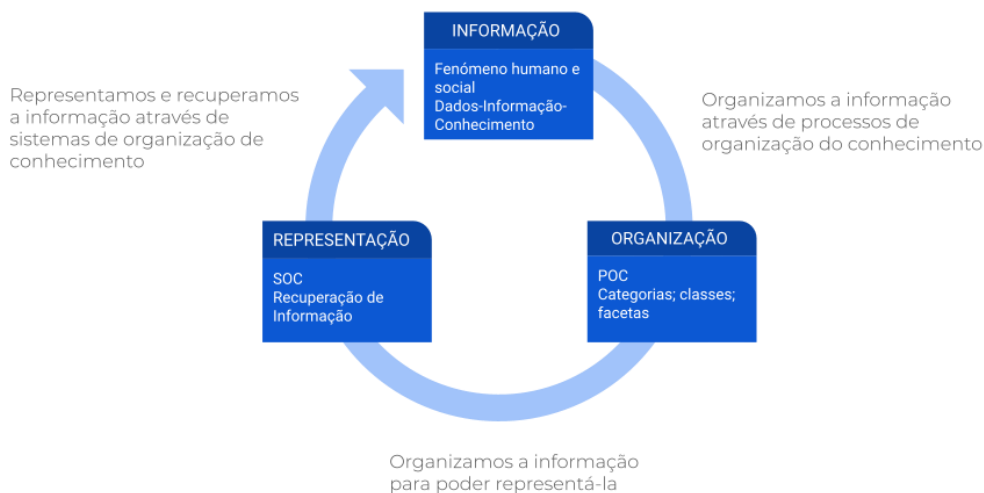 INFORMAÇÃO
Fenómeno humano e
social
Dados-Informação-
Conhecimento
Representamos e recuperamos
a informação através de
sistemas de organização de
conhecimento
Organizamos a informação
através de processos de
organização do conhecimento
REPRESENTAÇÃO
SOC
Recuperação de
Informação
ORGANIZAÇÃO
POC
Categorias; classes;
facetas
Organizamos a informação
para poder representá-la